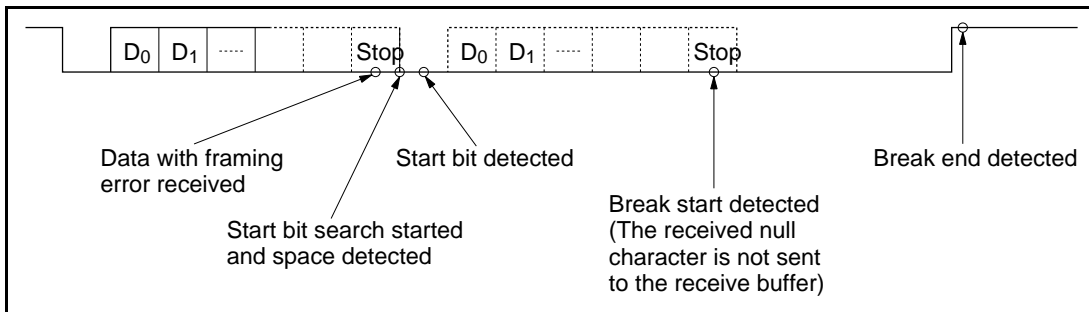 D0 D1 ····· Stop D0 D1 ····· Stop
Data with framing
error received
Start bit search started
and space detected
Start bit detected
Break start detected
(The received null
character is not sent
to the receive buffer)
Break end detected